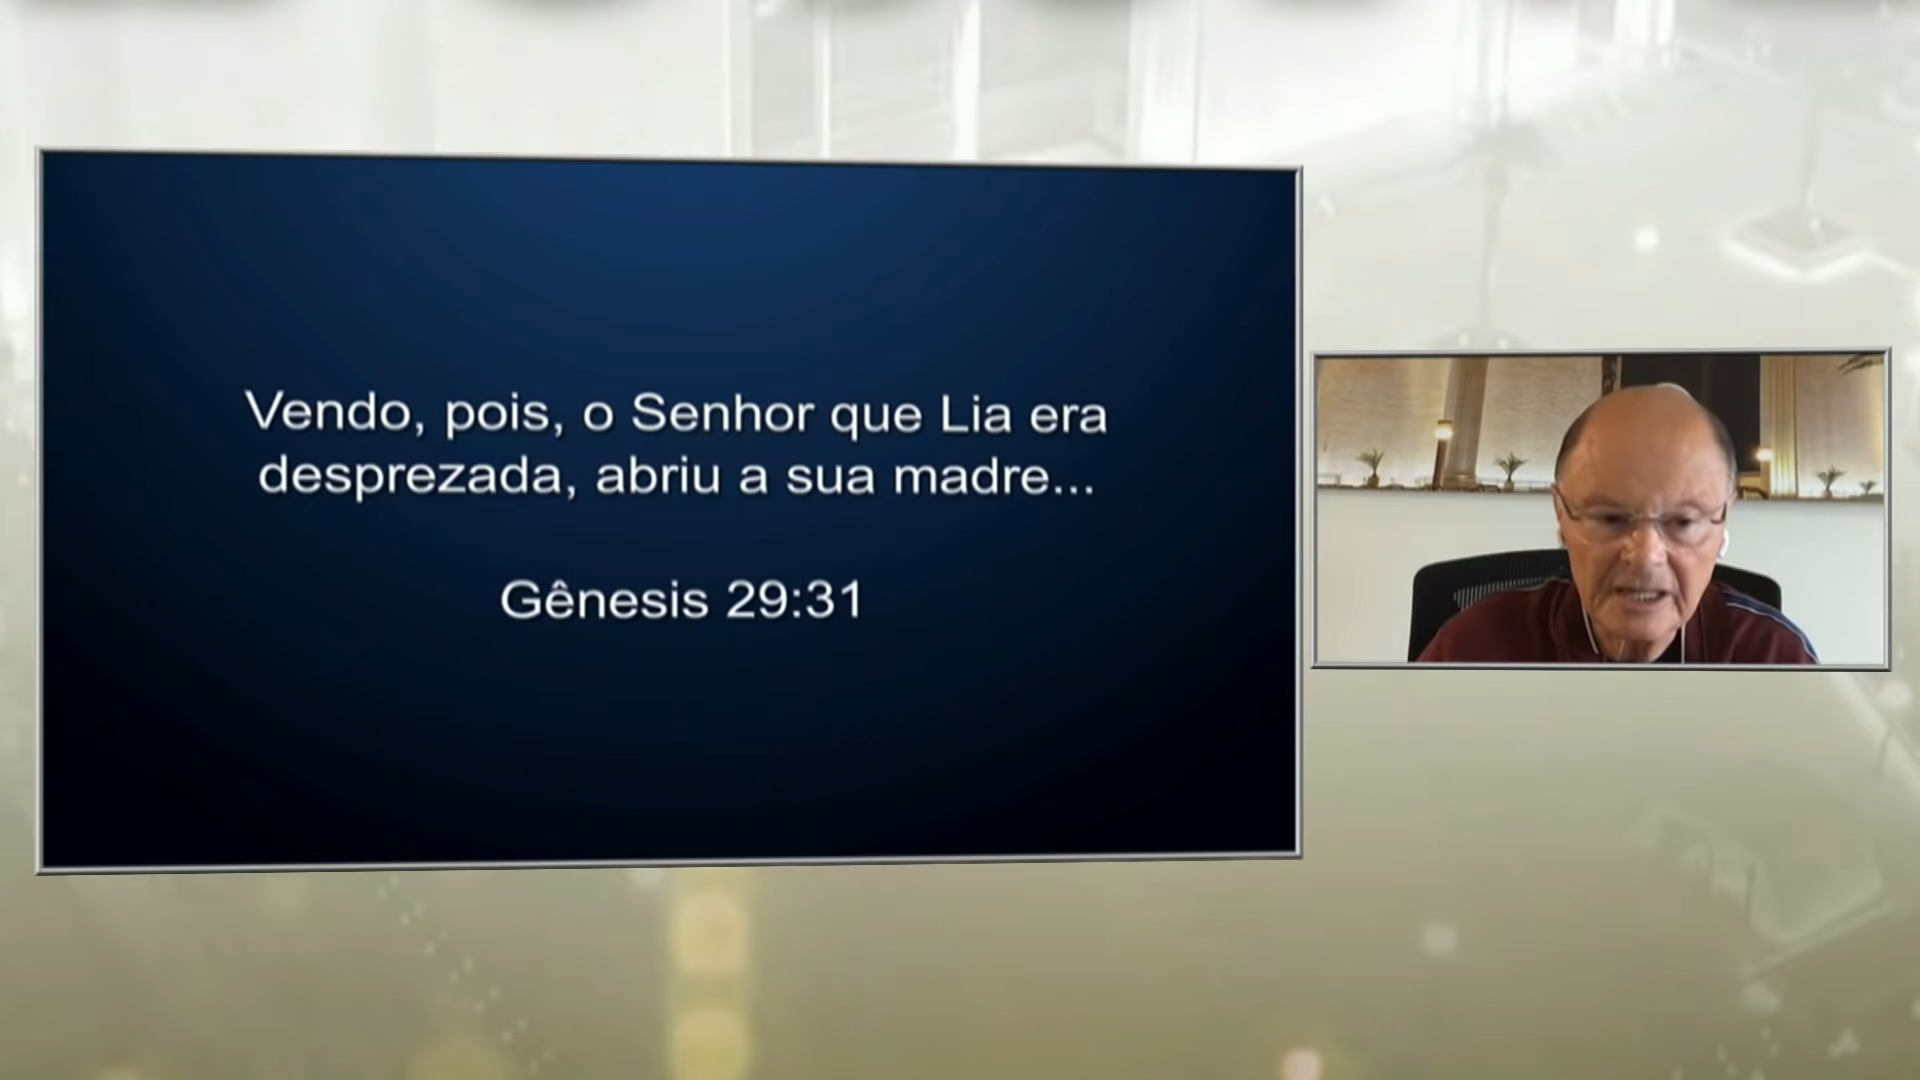 Vendo, pois, o Senhor que Lia era
desprezada, abriu a sua madre...
Gênesis 29:31